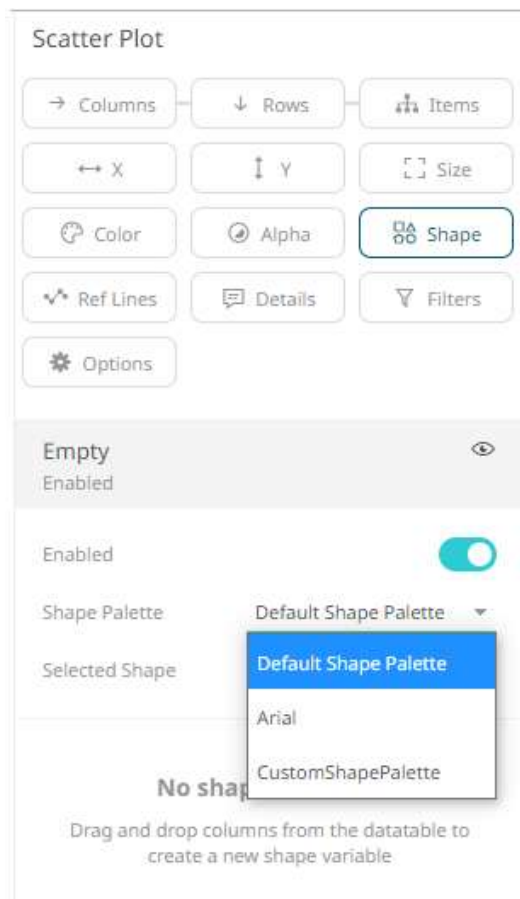 Scatter Plot
Columns Rows Items
X Y Size
Color Alpha Shape
Ref Lines Details Filters
Options
Empty
Enabled
Enabled
Shape Palette Default Shape Palette
Selected Shape Default Shape Palette
Arial
CustomShapePalette
No
Drag and drop columns from the datatable to
create a new shape variable